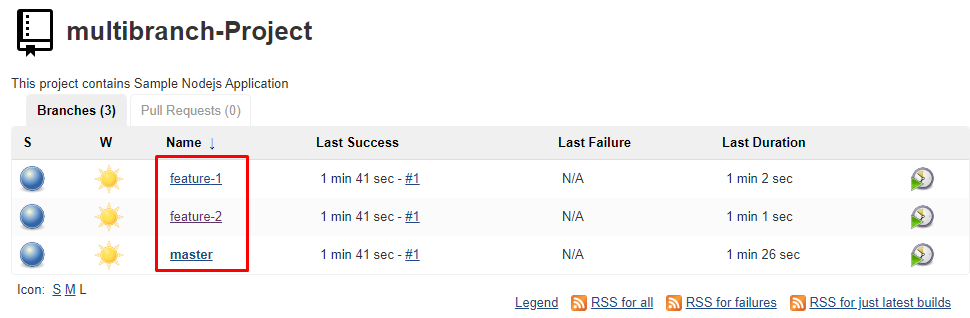 multibranch-Project
This project contains Sample Nodejs Application
Branches (3) Pull Requests (0)
S W Name ↓ Last Success Last Failure Last Duration
feature-1 1 min 41 sec - #1 N/A 1 min 2 sec
feature-2 1 min 41 sec - #1 N/A 1 min 1 sec
master 1 min 41 sec - #1 N/A 1 min 26 sec
Icon: S M L
Legend RSS for all RSS for failures RSS for just latest builds